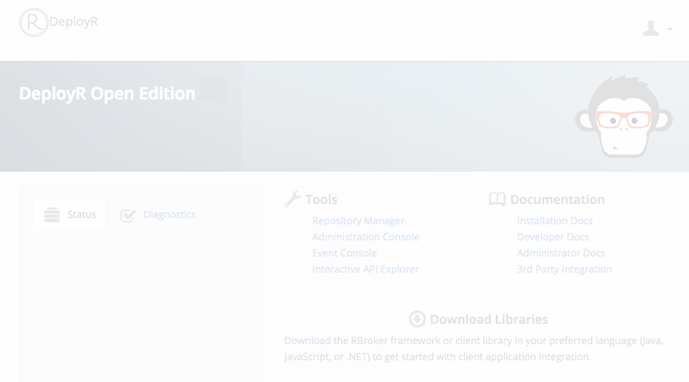 DeployR
DeployR Open Edition
Status
Diagnostics
Tools
Repository Manager
Administration Console
Event Console
Interactive API Explorer
Documentation
Installation Docs
Developer Docs
Administrator Docs
3rd Party Integration
Download Libraries
Download the RBroker framework or client library in your preferred language (Java,
JavaScript, or .NET) to get started with client application integration.